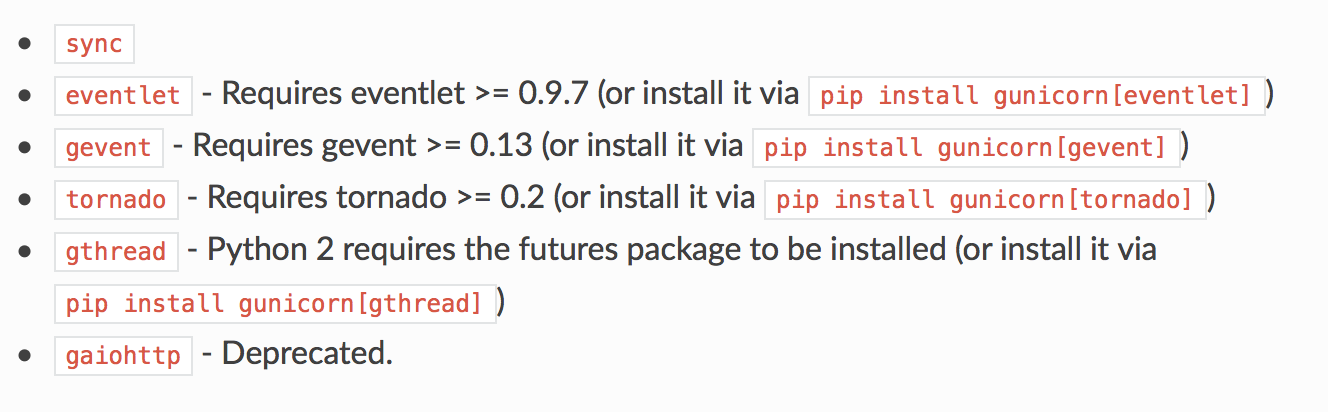 • sync
• eventlet - Requires eventlet >= 0.9.7 (or install it via pip install gunicorn[eventlet])
• gevent - Requires gevent >= 0.13 (or install it via pip install gunicorn[gevent])
• tornado - Requires tornado >= 0.2 (or install it via pip install gunicorn[tornado])
• gthread - Python 2 requires the futures package to be installed (or install it via
pip install gunicorn[gthread])
• gaiohttp - Deprecated.